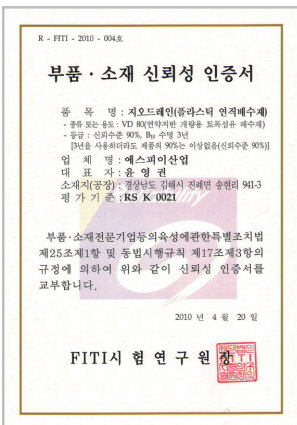 R - FITI - 2010 - 004호
부품·소재 신뢰성 인증서
품 목 명 : 지오드레인(플라스틱 연직배수재)
- 종류 또는 용도 : VD 80(연약지반 개량용 토목섬유 배수재)
- 등급 : 신뢰수준 90%, B10 수명 3년
[3년을 사용하더라도 제품의 90%는 이상없음(신뢰수준 90%)]
업 체 명 : 에스피이산업
대 표 자 : 윤 영 권
소재지(공장) : 경상남도 김해시 진례면 송현리 941-3
평 가 기 준 : RS K 0021
부품·소재전문기업등의육성에관한특별조치법
제25조제1항 및 동법시행규칙 제17조제3항의
규정에 의하여 위와 같이 신뢰성 인증서를
교부합니다.
2010 년 4 월 20 일
FITI시 험 연 구 원 장